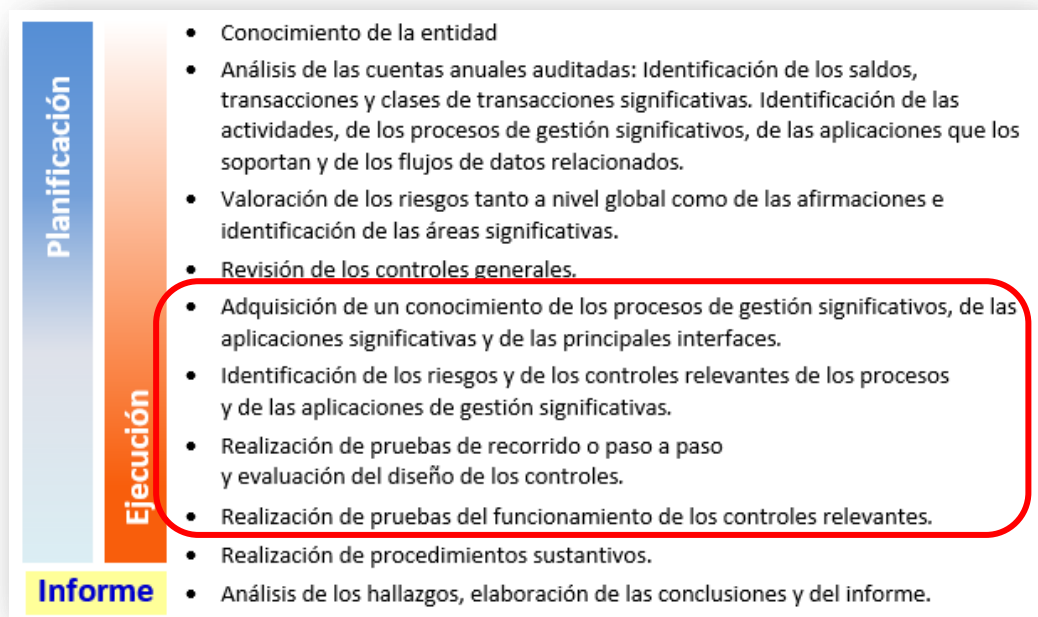 Planificación
Ejecución
• Conocimiento de la entidad
• Análisis de las cuentas anuales auditadas: Identificación de los saldos,
transacciones y clases de transacciones significativas. Identificación de las
actividades, de los procesos de gestión significativos, de las aplicaciones que los
soportan y de los flujos de datos relacionados.
• Valoración de los riesgos tanto a nivel global como de las afirmaciones e
identificación de las áreas significativas.
• Revisión de los controles generales.
• Adquisición de un conocimiento de los procesos de gestión significativos, de las
aplicaciones significativas y de las principales interfaces.
• Identificación de los riesgos y de los controles relevantes de los procesos
y de las aplicaciones de gestión significativas.
• Realización de pruebas de recorrido o paso a paso
y evaluación del diseño de los controles.
• Realización de pruebas del funcionamiento de los controles relevantes.
• Realización de procedimientos sustantivos.
Informe
• Análisis de los hallazgos, elaboración de las conclusiones y del informe.